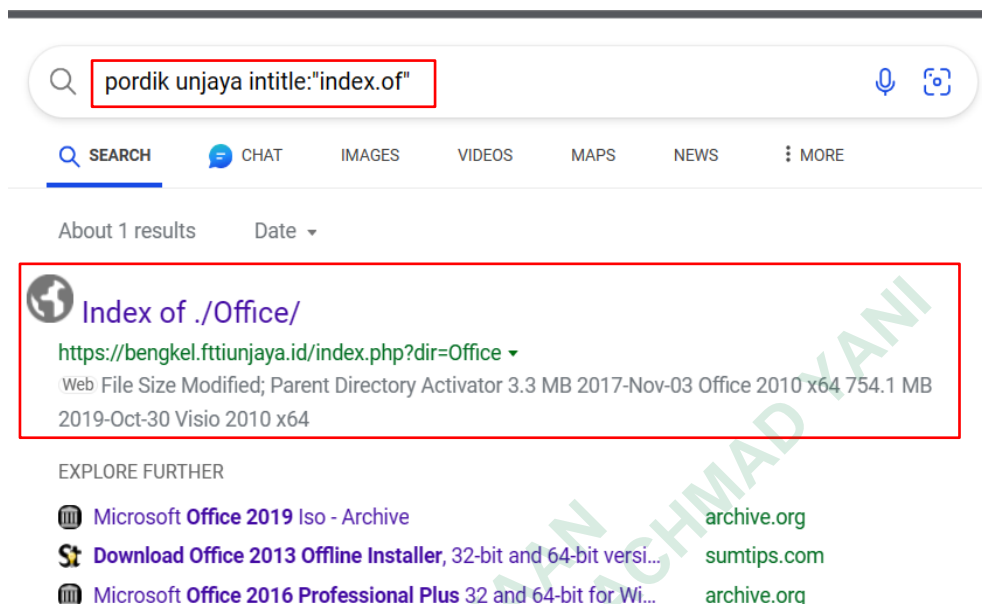 pordik unjaya intitle:"index.of"
SEARCH CHAT IMAGES VIDEOS MAPS NEWS MORE
About 1 results Date
Index of ./Office/
https://bengkel.fttiunjaya.id/index.php?dir=Office
Web File Size Modified; Parent Directory Activator 3.3 MB 2017-Nov-03 Office 2010 x64 754.1 MB
2019-Oct-30 Visio 2010 x64
EXPLORE FURTHER
Microsoft Office 2019 Iso - Archive archive.org
Download Office 2013 Offline Installer, 32-bit and 64-bit versi... sumtips.com
Microsoft Office 2016 Professional Plus 32 and 64-bit for Wi... archive.org
ACHMAD YANI